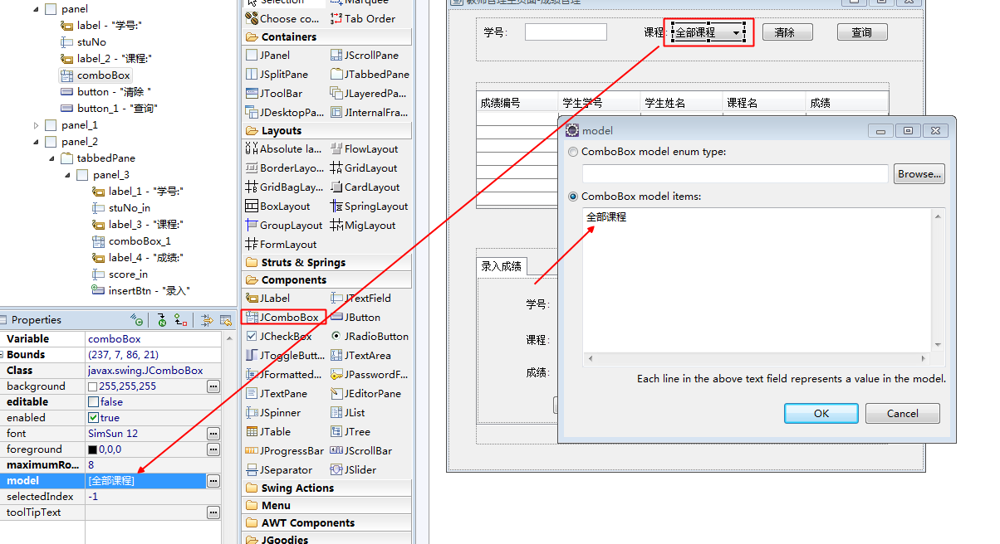 panel
label - "学号:"
stuNo
label_2 - "课程:"
comboBox
button - "清除 "
button_1 - "查询"
panel_1
panel_2
tabbedPane
panel_3
label_1 - "学号:"
stuNo_in
label_3 - "课程:"
comboBox_1
label_4 - "成绩:"
score_in
insertBtn - "录入"
Properties
Variable comboBox
Bounds (237, 7, 86, 21)
Class javax.swing.JComboBox
background 255,255,255
editable false
enabled true
font SimSun 12
foreground 0,0,0
maximumRo... 8
model [全部课程]
selectedIndex -1
toolTipText
Selection Marquee
Choose co... Tab Order
Containers
JPanel JScrollPane
JSplitPane JTabbedPane
JToolBar JLayeredPa...
JDesktopPa... JInternalFra...
Layouts
Absolute la... FlowLayout
BorderLayo... GridLayout
GridBagLay... CardLayout
BoxLayout SpringLayout
GroupLayout MigLayout
FormLayout
Struts & Springs
Components
JLabel JTextField
JComboBox JButton
JCheckBox JRadioButton
JToggleButt... JTextArea
JFormatted... JPasswordF...
JTextPane JEditorPane
JSpinner JList
JTable JTree
JProgressBar JScrollBar
JSeparator JSlider
Swing Actions
Menu
AWT Components
JGoodies
教师管理主页面-成绩管理
学号: 课程: 全部课程 清除 查询
成绩编号 学生学号 学生姓名 课程名 成绩
录入成绩
学号:
课程:
成绩:
model
ComboBox model enum type:
Browse...
ComboBox model items:
全部课程
Each line in the above text field represents a value in the model.
OK Cancel